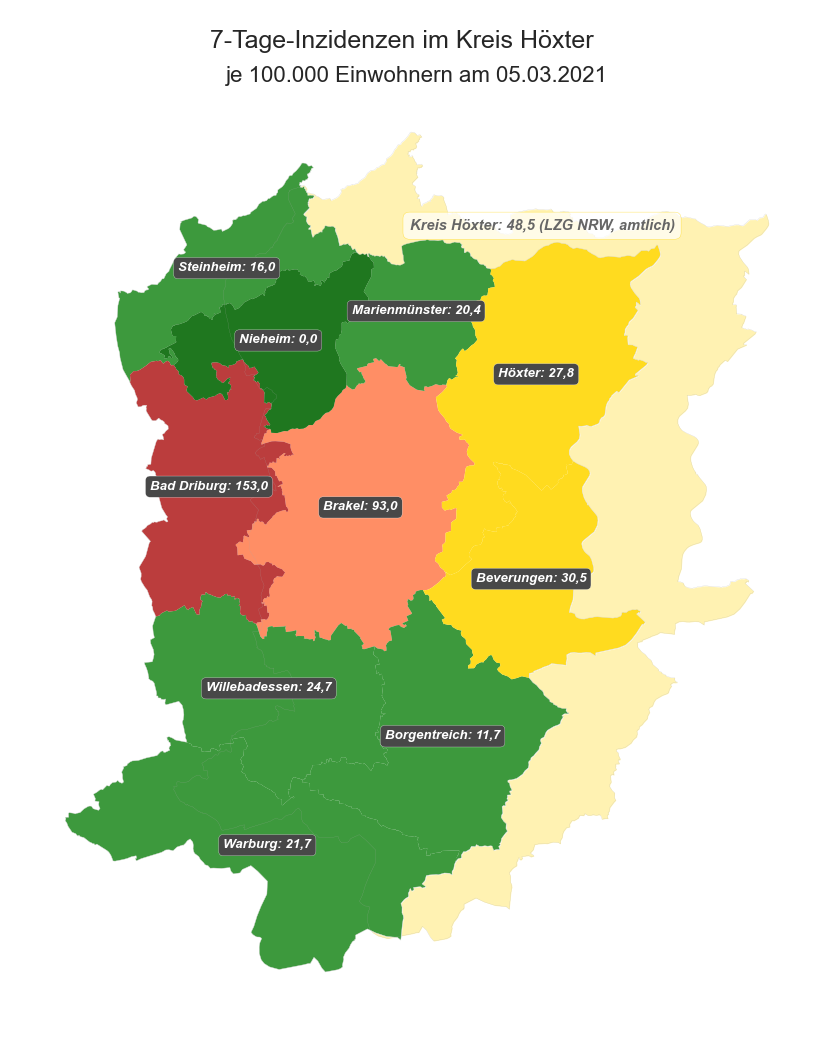 7-Tage-Inzidenzen im Kreis Höxter
je 100.000 Einwohnern am 05.03.2021
Kreis Höxter: 48,5 (LZG NRW, amtlich)
Steinheim: 16,0
Marienmünster: 20,4
Nieheim: 0,0
Höxter: 27,8
Bad Driburg: 153,0
Brakel: 93,0
Beverungen: 30,5
Willebadessen: 24,7
Borgentreich: 11,7
Warburg: 21,7